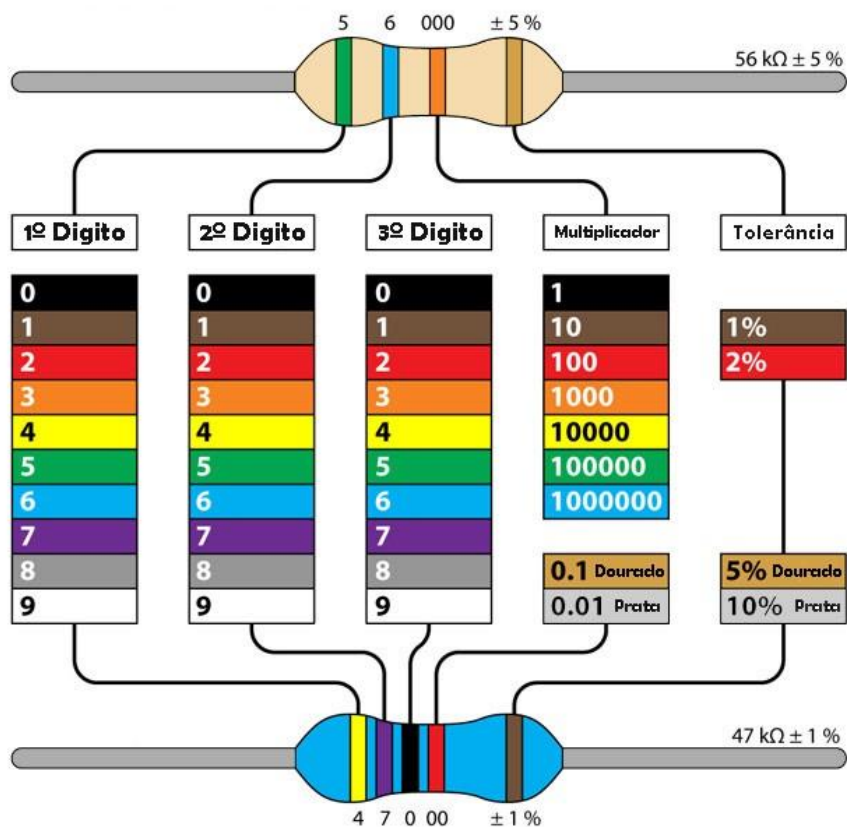 5 6 000 ± 5 %
56 kΩ ± 5 %
1º Digito 2º Digito 3º Digito Multiplicador Tolerância
0 0 0 1
1 1 1 10 1%
2 2 2 100 2%
3 3 3 1000
4 4 4 10000
5 5 5 100000
6 6 6 1000000
7 7 7
8 8 8 0.1 Dourado 5% Dourado
9 9 9 0.01 Prata 10% Prata
47 kΩ ± 1 %
4 7 0 00 ± 1 %